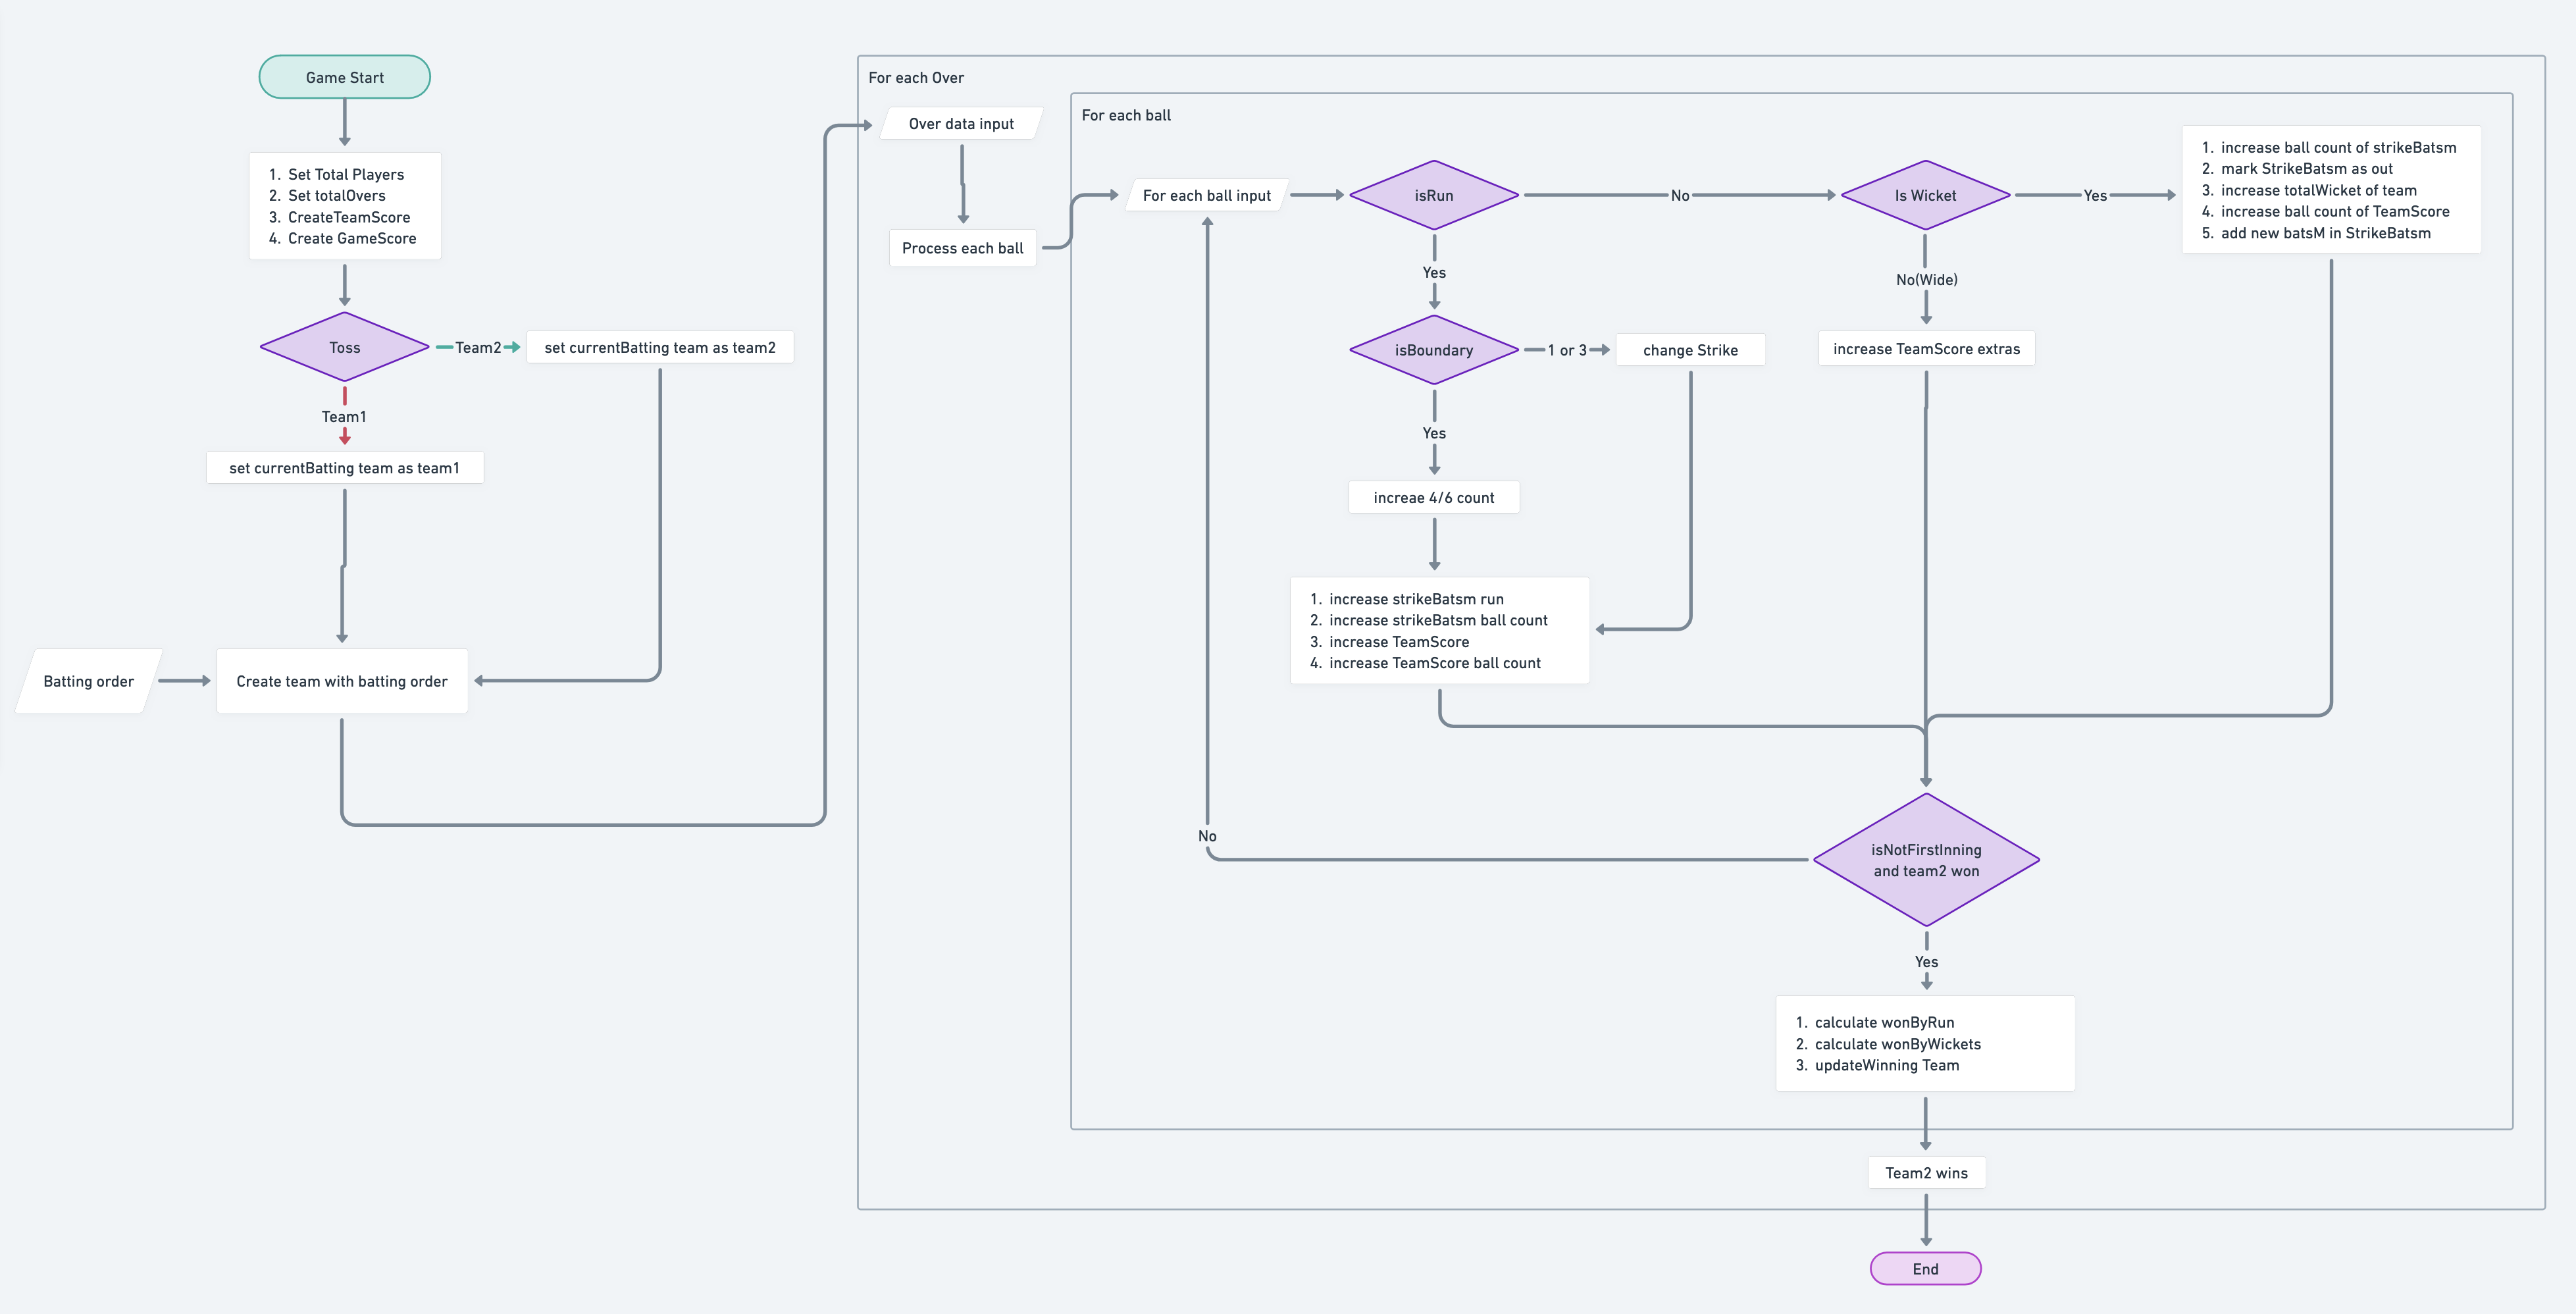 Game Start
1. Set Total Players
2. Set totalOvers
3. CreateTeamScore
4. Create GameScore
Toss
Team2
set currentBatting team as team2
Team1
set currentBatting team as team1
Batting order
Create team with batting order
For each Over
Over data input
Process each ball
For each ball
For each ball input
isRun
No
Is Wicket
Yes
1. increase ball count of strikeBatsm
2. mark StrikeBatsm as out
3. increase totalWicket of team
4. increase ball count of TeamScore
5. add new batsM in StrikeBatsm
Yes
No(Wide)
isBoundary
1 or 3
change Strike
increase TeamScore extras
Yes
increae 4/6 count
1. increase strikeBatsm run
2. increase strikeBatsm ball count
3. increase TeamScore
4. increase TeamScore ball count
No
isNotFirstInning
and team2 won
Yes
1. calculate wonByRun
2. calculate wonByWickets
3. updateWinning Team
Team2 wins
End